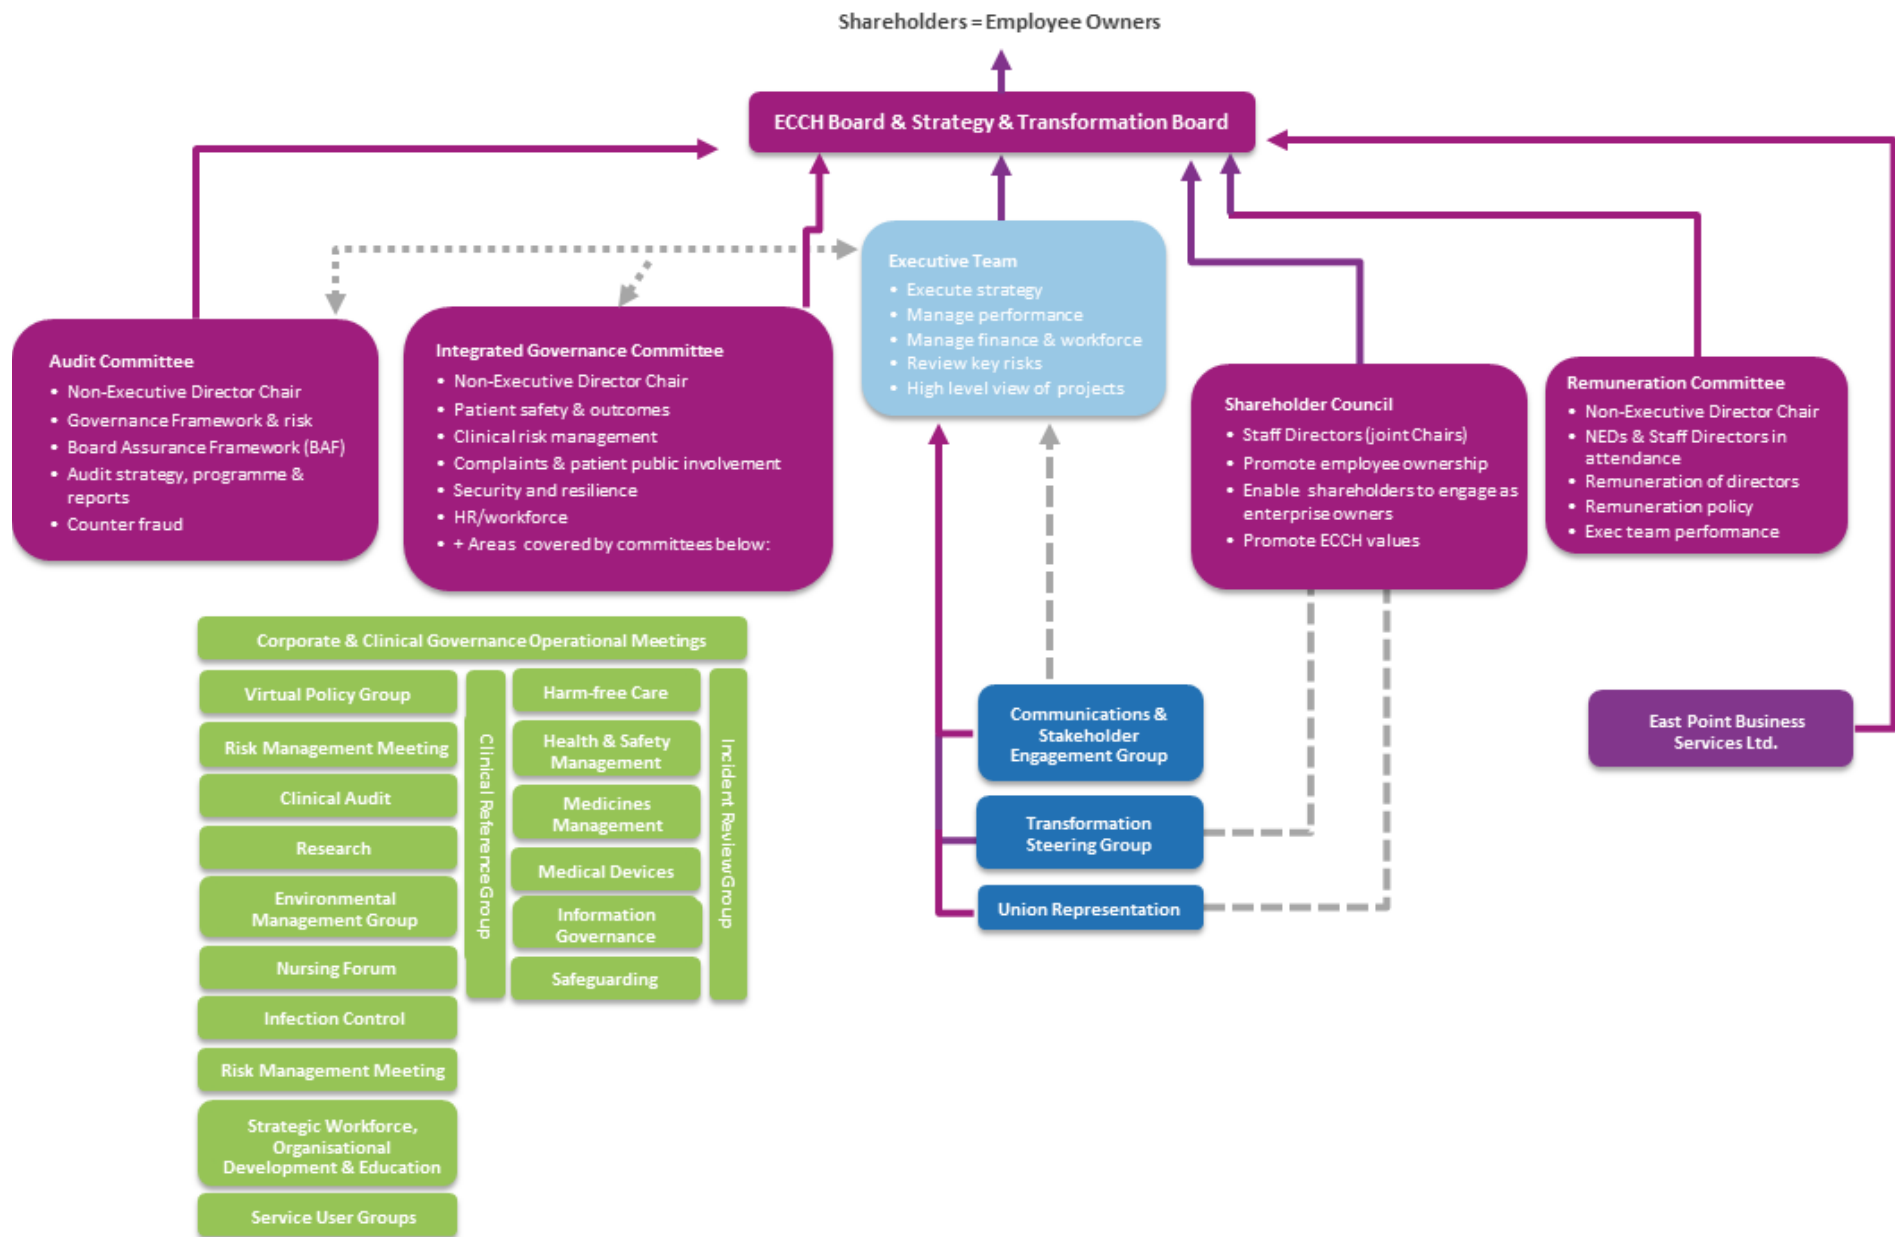 Shareholders = Employee Owners
ECCH Board & Strategy & Transformation Board
Executive Team
• Execute strategy
• Manage performance
• Manage finance & workforce
• Review key risks
• High level view of projects
Audit Committee
• Non-Executive Director Chair
• Governance Framework & risk
• Board Assurance Framework (BAF)
• Audit strategy, programme &
reports
• Counter fraud
Integrated Governance Committee
• Non-Executive Director Chair
• Patient safety & outcomes
• Clinical risk management
• Complaints & patient public involvement
• Security and resilience
• HR/workforce
• + Areas covered by committees below:
Shareholder Council
• Staff Directors (joint Chairs)
• Promote employee ownership
• Enable shareholders to engage as
enterprise owners
• Promote ECCH values
Remuneration Committee
• Non-Executive Director Chair
• NEDs & Staff Directors in
attendance
• Remuneration of directors
• Remuneration policy
• Exec team performance
Corporate & Clinical Governance Operational Meetings
Virtual Policy Group
Risk Management Meeting
Clinical Audit
Research
Environmental
Management Group
Nursing Forum
Infection Control
Risk Management Meeting
Strategic Workforce,
Organisational
Development & Education
Service User Groups
Clinical Reference Group
Harm-free Care
Health & Safety
Management
Medicines
Management
Medical Devices
Information
Governance
Safeguarding
Incident Review Group
Communications &
Stakeholder
Engagement Group
Transformation
Steering Group
Union Representation
East Point Business
Services Ltd.